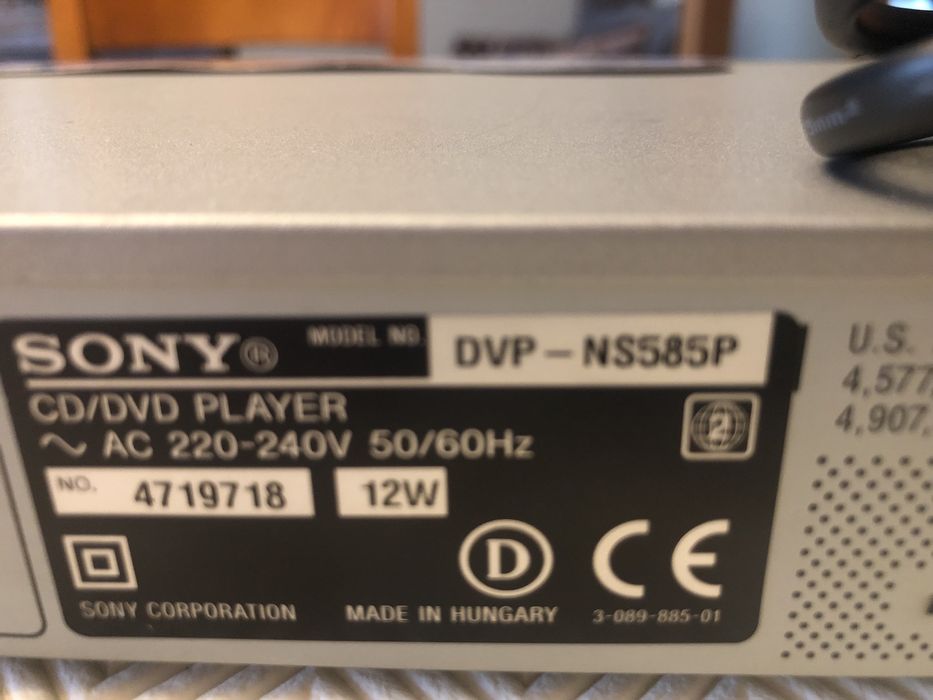 SONY® MODEL NO. DVP-NS585P
CD/DVD PLAYER
~ AC 220-240V 50/60Hz
2
NO. 4719718 12W
D CE
SONY CORPORATION MADE IN HUNGARY 3-089-885-01
U.S.
4,577,
4,907,